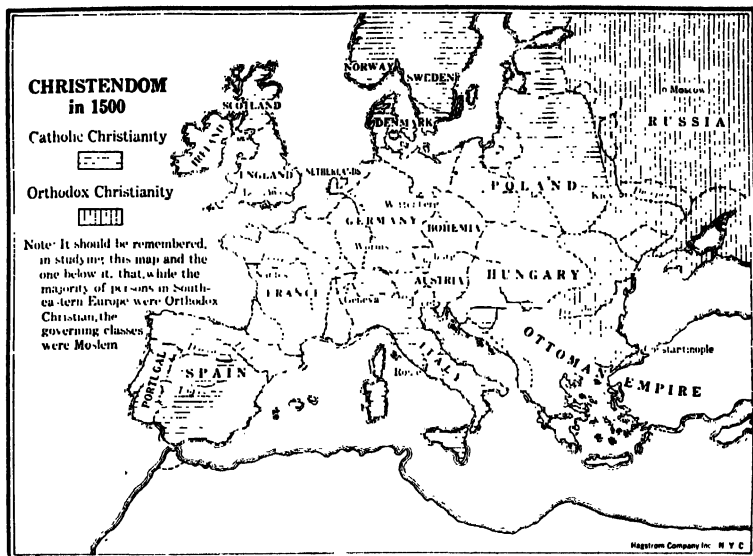 CHRISTENDOM
in 1500
Catholic Christianity
Orthodox Christianity
Note: It should be remembered,
in studying this map and the
one below it, that, while the
majority of persons in South-
eastern Europe were Orthodox
Christian, the
governing classes
were Moslem
NORWAY
SWEDEN
SCOTLAND
DENMARK
IRELAND
ENGLAND
NETHERLANDS
Moscow
RUSSIA
POLAND
GERMANY
BOHEMIA
Worms
FRANCE
Geneva
AUSTRIA
HUNGARY
ITALY
OTTOMAN
EMPIRE
PORTUGAL
SPAIN
Hagstrom Company Inc N Y C